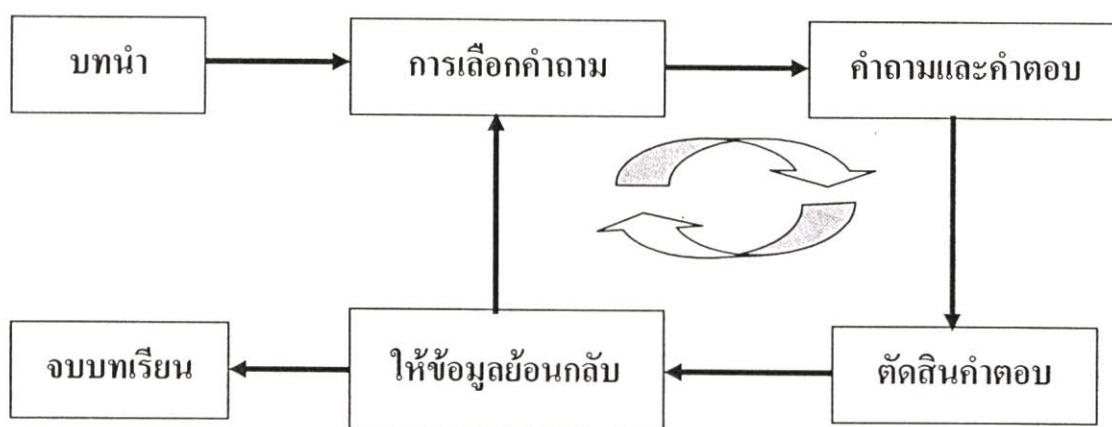 บทนำ
การเลือกคำถาม
คำถามและคำตอบ
จบบทเรียน
ให้ข้อมูลย้อนกลับ
ตัดสินคำตอบ